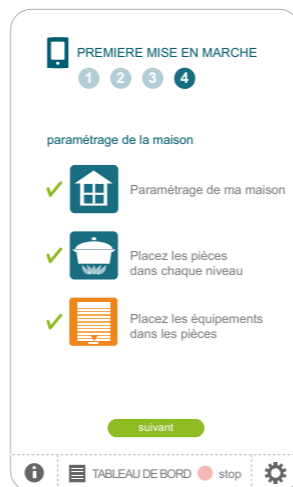 PREMIERE MISE EN MARCHE
1 2 3 4
paramétrage de la maison
Paramétrage de ma maison
Placez les pièces
dans chaque niveau
Placez les équipements
dans les pièces
suivant
i TABLEAU DE BORD stop